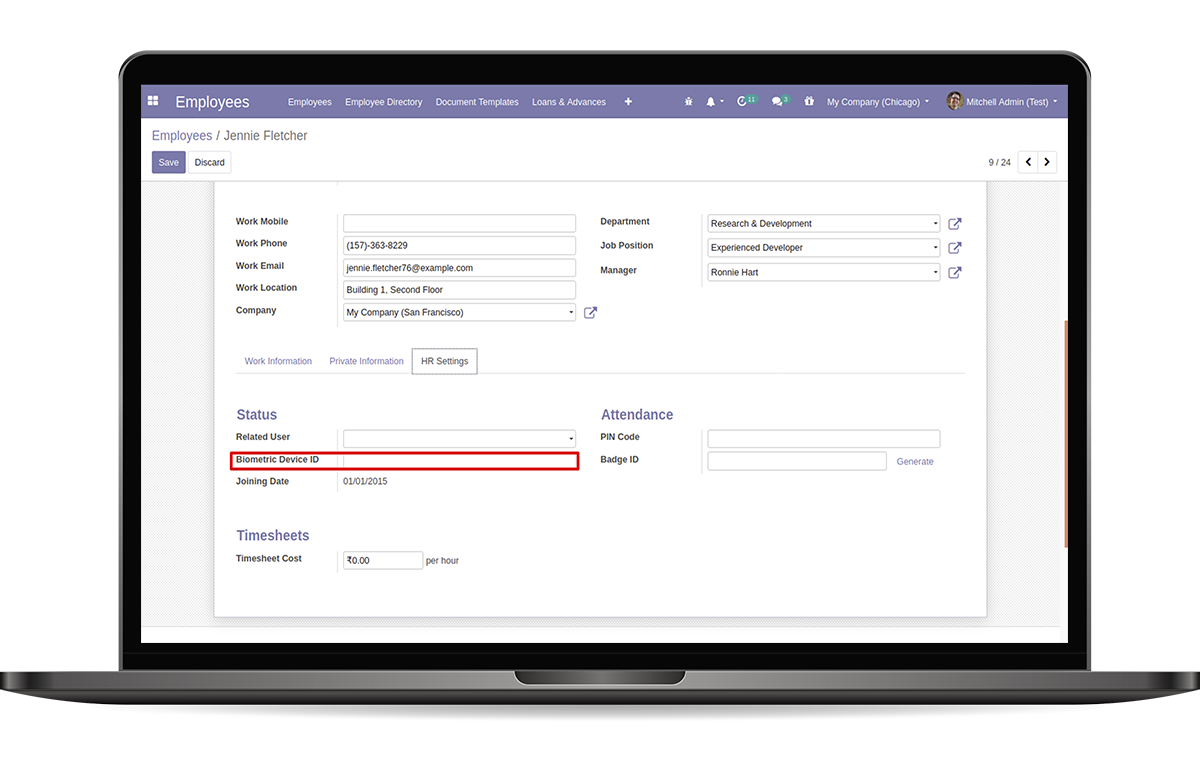 Employees Employees Employee Directory Document Templates Loans & Advances + 11 3 My Company (Chicago) Mitchell Admin (Test)
Employees / Jennie Fletcher
Save Discard 9 / 24
Work Mobile
Work Phone (157)-363-8229
Work Email jennie.fletcher76@example.com
Work Location Building 1, Second Floor
Company My Company (San Francisco)
Department Research & Development
Job Position Experienced Developer
Manager Ronnie Hart
Work Information Private Information HR Settings
Status
Related User
Biometric Device ID
Joining Date 01/01/2015
Attendance
PIN Code
Badge ID Generate
Timesheets
Timesheet Cost ₹0.00 per hour